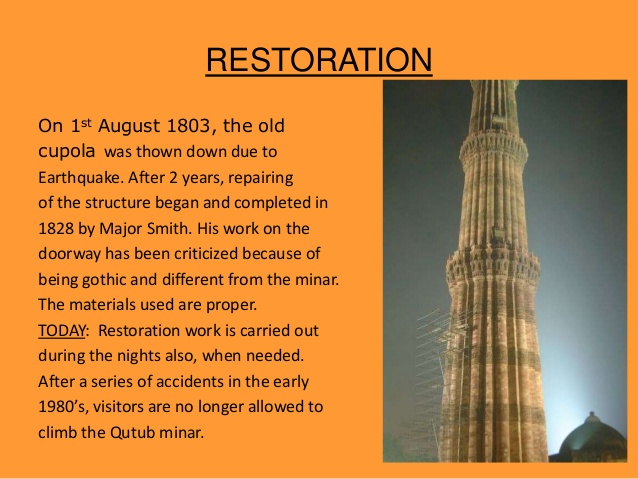 RESTORATION
On 1st August 1803, the old
cupola was thown down due to
Earthquake. After 2 years, repairing
of the structure began and completed in
1828 by Major Smith. His work on the
doorway has been criticized because of
being gothic and different from the minar.
The materials used are proper.
TODAY: Restoration work is carried out
during the nights also, when needed.
After a series of accidents in the early
1980’s, visitors are no longer allowed to
climb the Qutub minar.